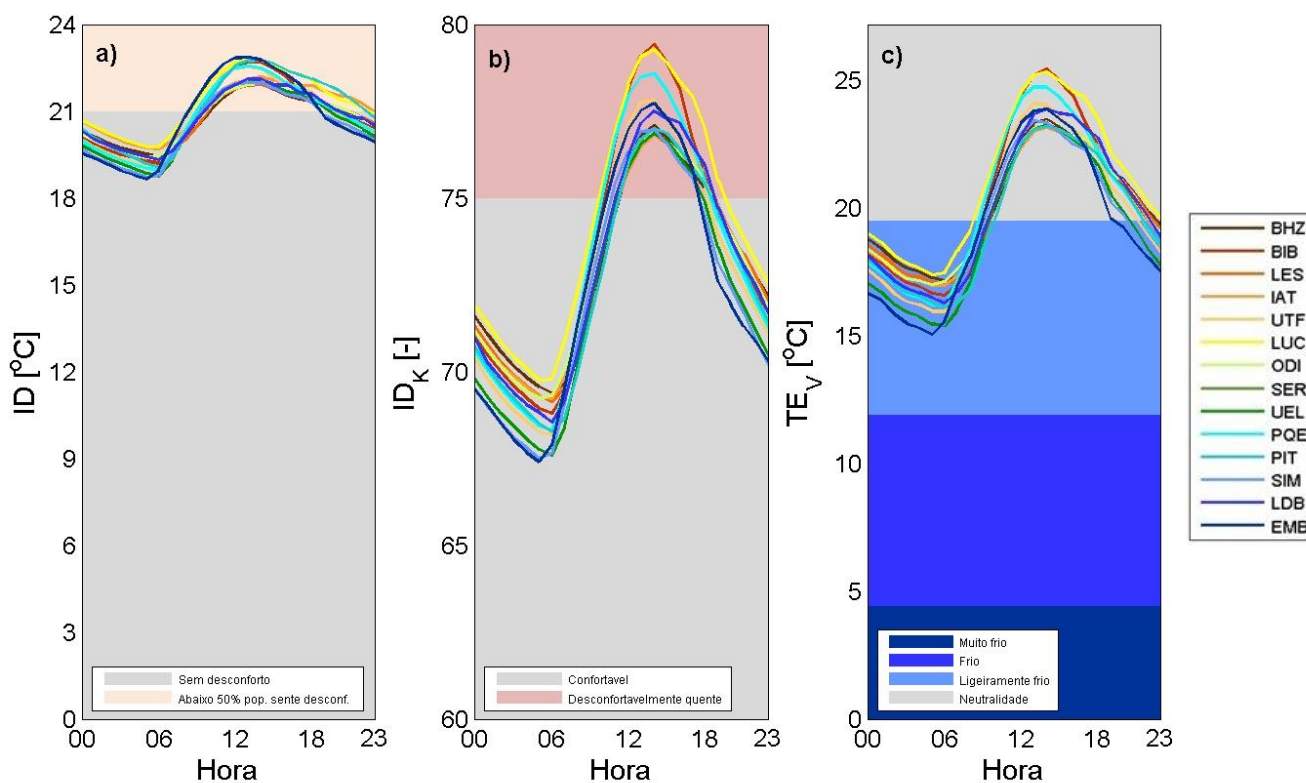 a)
24
21
18
15
12
9
6
3
0
ID [°C]
Sem desconforto
Abaixo 50% pop. sente desconf.
00 06 12 18 23
Hora
b)
80
75
70
65
60
ID_K [-]
Confortavel
Desconfortavelmente quente
00 06 12 18 23
Hora
c)
25
20
15
10
5
0
TE_V [°C]
Muito frio
Frio
Ligeiramente frio
Neutralidade
00 06 12 18 23
Hora
BHZ
BIB
LES
IAT
UTF
LUC
ODI
SER
UEL
PQE
PIT
SIM
LDB
EMB